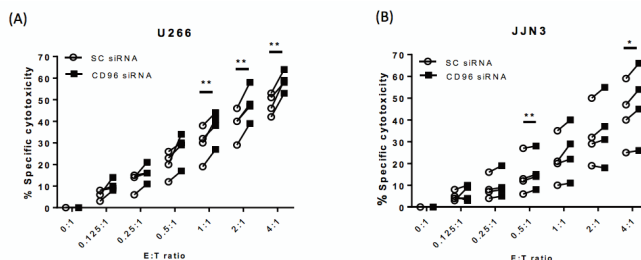 (A)
U266
SC siRNA
CD96 siRNA
% Specific cytotoxicity
70
60
50
40
30
20
10
0
**
**
**
0:1
0.125:1
0.25:1
0.5:1
1:1
2:1
4:1
E:T ratio
(B)
JJN3
SC siRNA
CD96 siRNA
% Specific cytotoxicity
70
60
50
40
30
20
10
0
**
*
0:1
0.125:1
0.25:1
0.5:1
1:1
2:1
4:1
E:T ratio